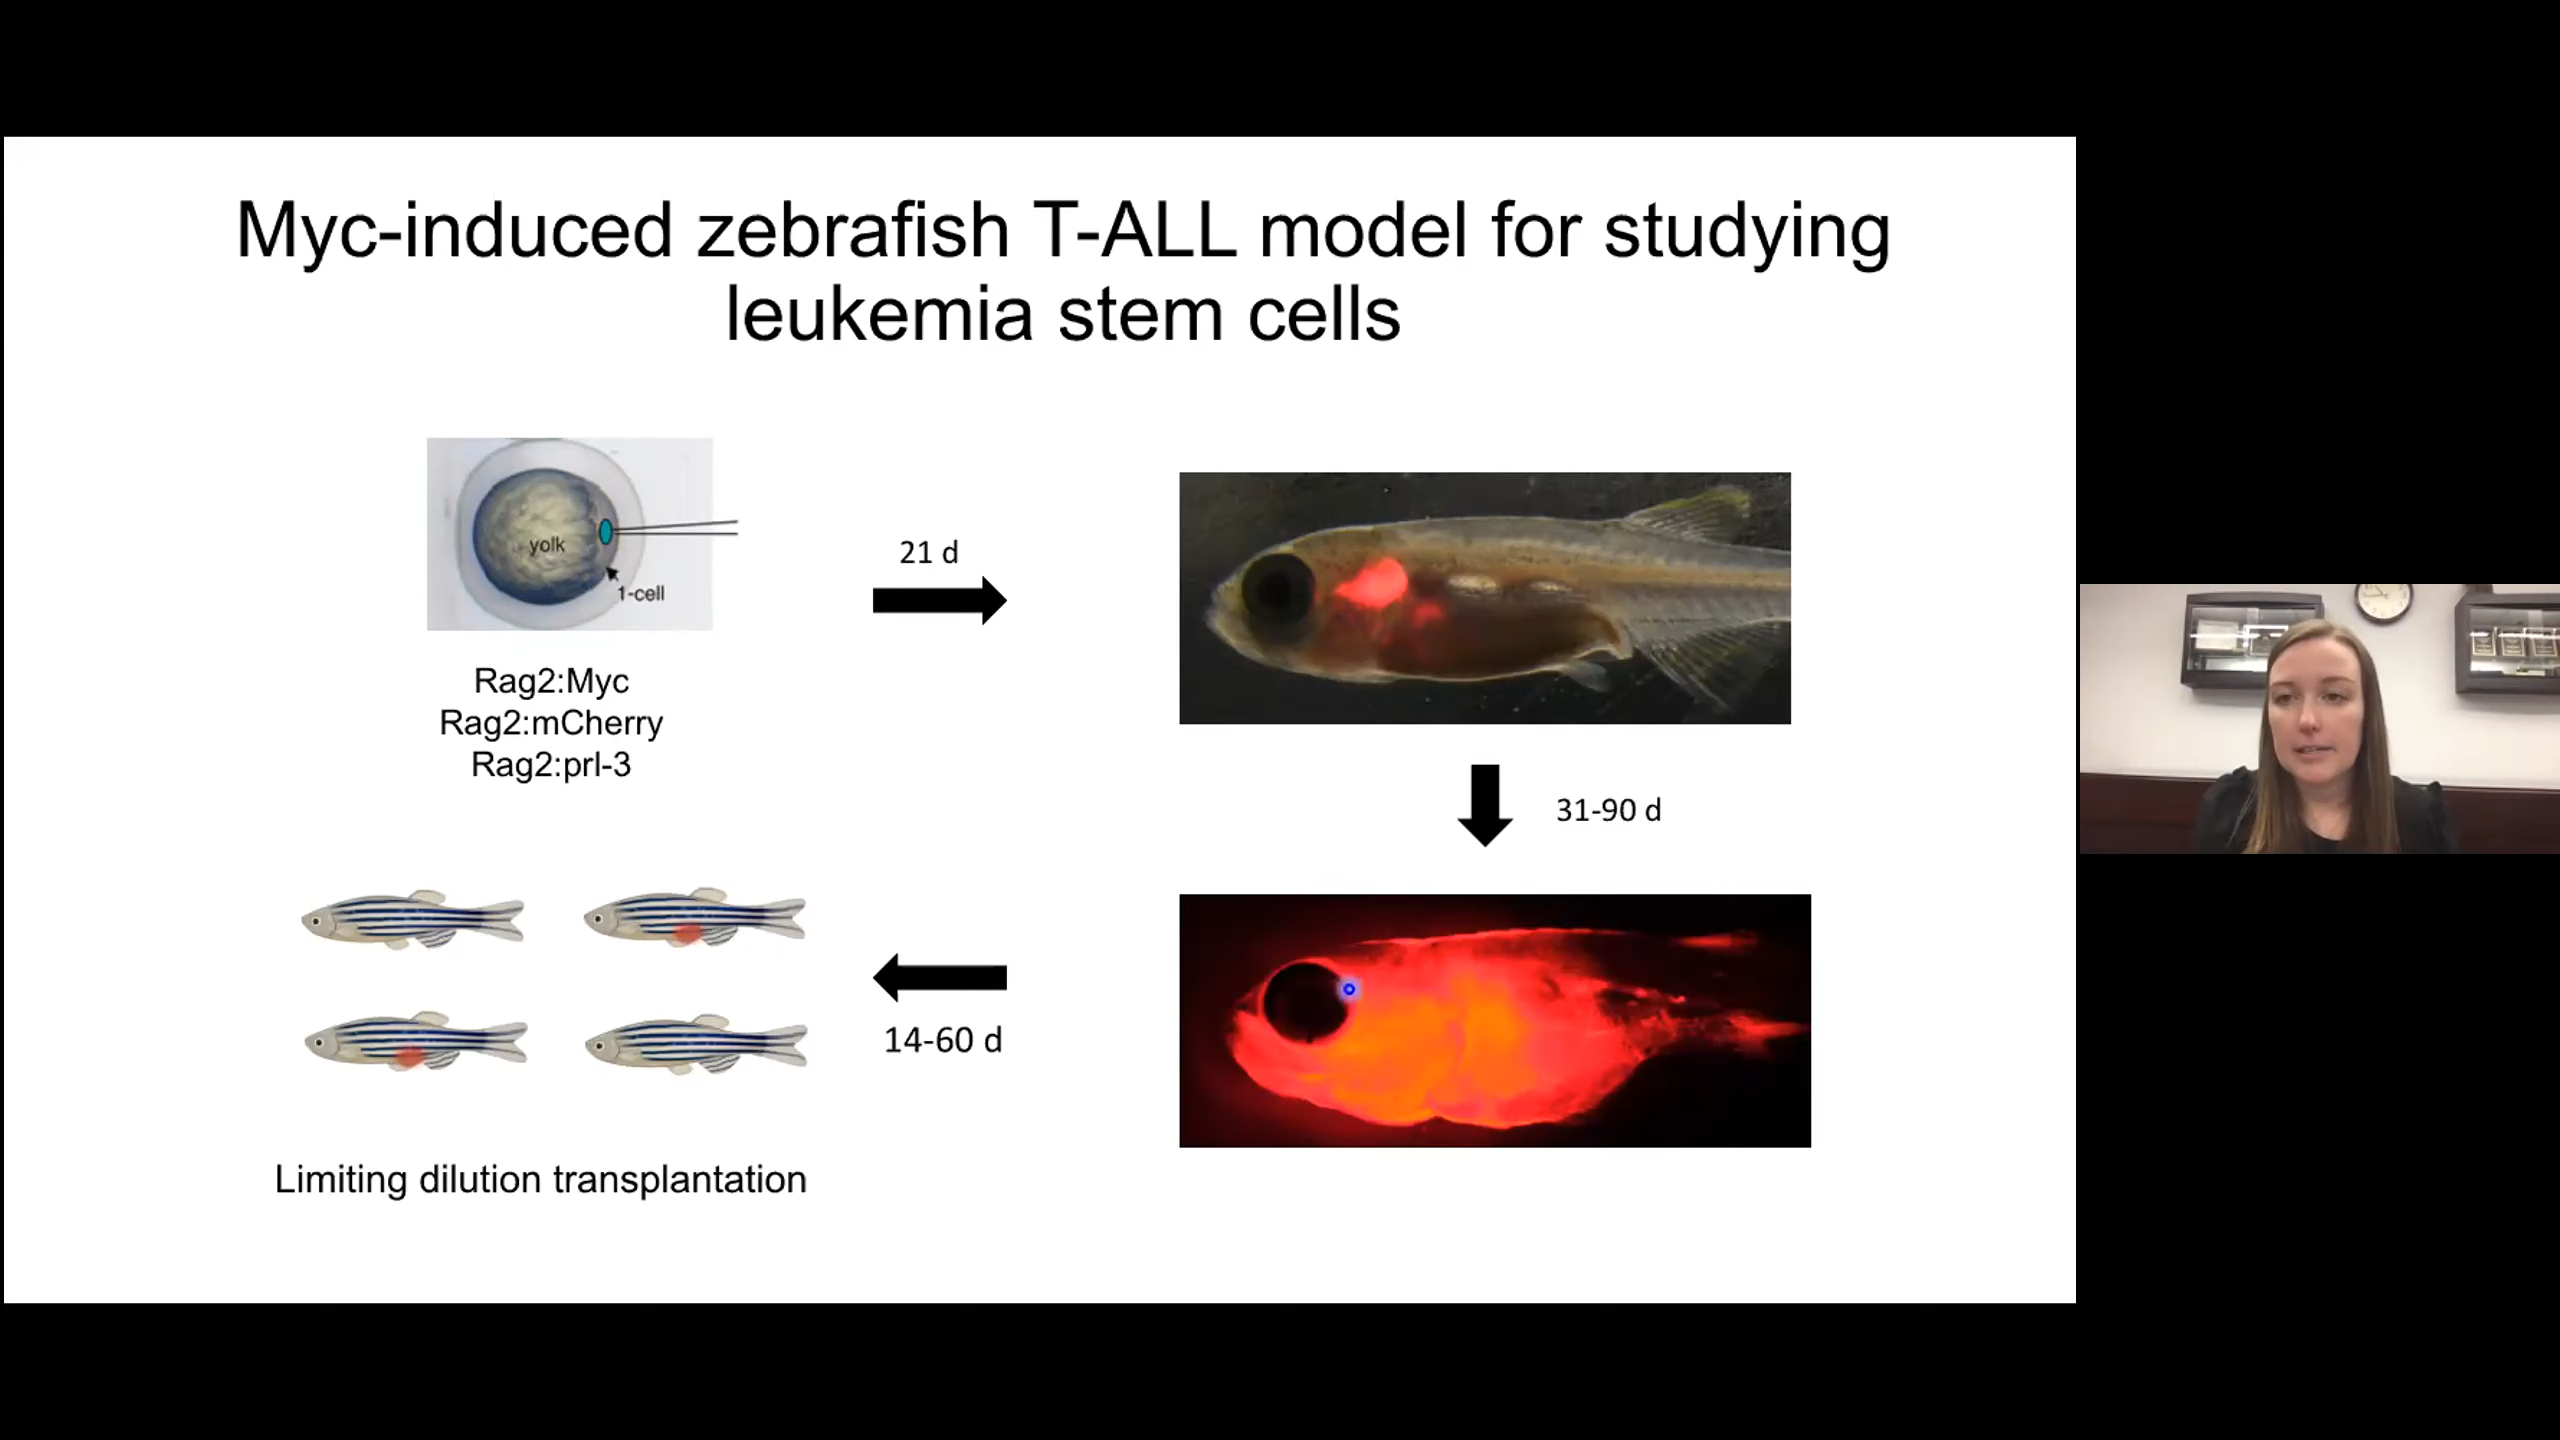 Myc-induced zebrafish T-ALL model for studying
leukemia stem cells
yolk
1-cell
Rag2:Myc
Rag2:mCherry
Rag2:prl-3
21 d
31-90 d
14-60 d
Limiting dilution transplantation